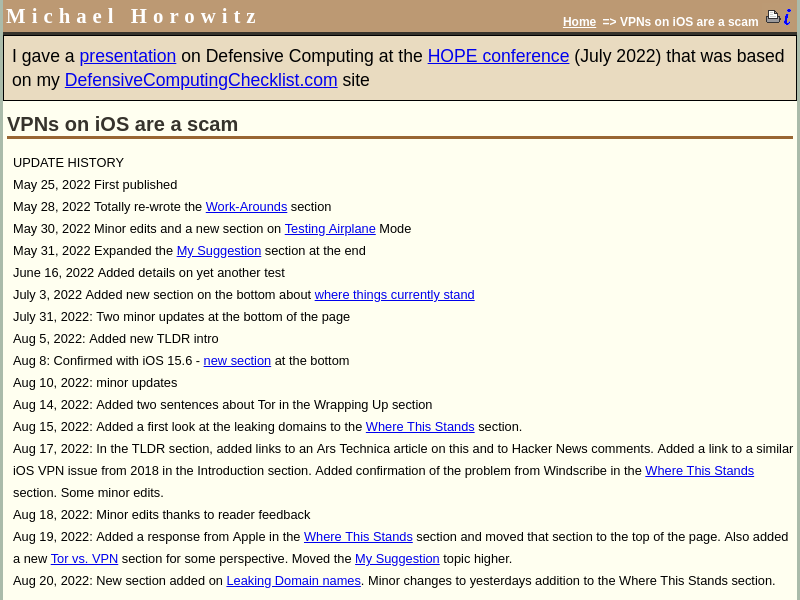 Michael Horowitz
Home => VPNs on iOS are a scam
I gave a presentation on Defensive Computing at the HOPE conference (July 2022) that was based
on my DefensiveComputingChecklist.com site
VPNs on iOS are a scam
UPDATE HISTORY
May 25, 2022 First published
May 28, 2022 Totally re-wrote the Work-Arounds section
May 30, 2022 Minor edits and a new section on Testing Airplane Mode
May 31, 2022 Expanded the My Suggestion section at the end
June 16, 2022 Added details on yet another test
July 3, 2022 Added new section on the bottom about where things currently stand
July 31, 2022: Two minor updates at the bottom of the page
Aug 5, 2022: Added new TLDR intro
Aug 8: Confirmed with iOS 15.6 - new section at the bottom
Aug 10, 2022: minor updates
Aug 14, 2022: Added two sentences about Tor in the Wrapping Up section
Aug 15, 2022: Added a first look at the leaking domains to the Where This Stands section.
Aug 17, 2022: In the TLDR section, added links to an Ars Technica article on this and to Hacker News comments. Added a link to a similar
iOS VPN issue from 2018 in the Introduction section. Added confirmation of the problem from Windscribe in the Where This Stands
section. Some minor edits.
Aug 18, 2022: Minor edits thanks to reader feedback
Aug 19, 2022: Added a response from Apple in the Where This Stands section and moved that section to the top of the page. Also added
a new Tor vs. VPN section for some perspective. Moved the My Suggestion topic higher.
Aug 20, 2022: New section added on Leaking Domain names. Minor changes to yesterdays addition to the Where This Stands section.